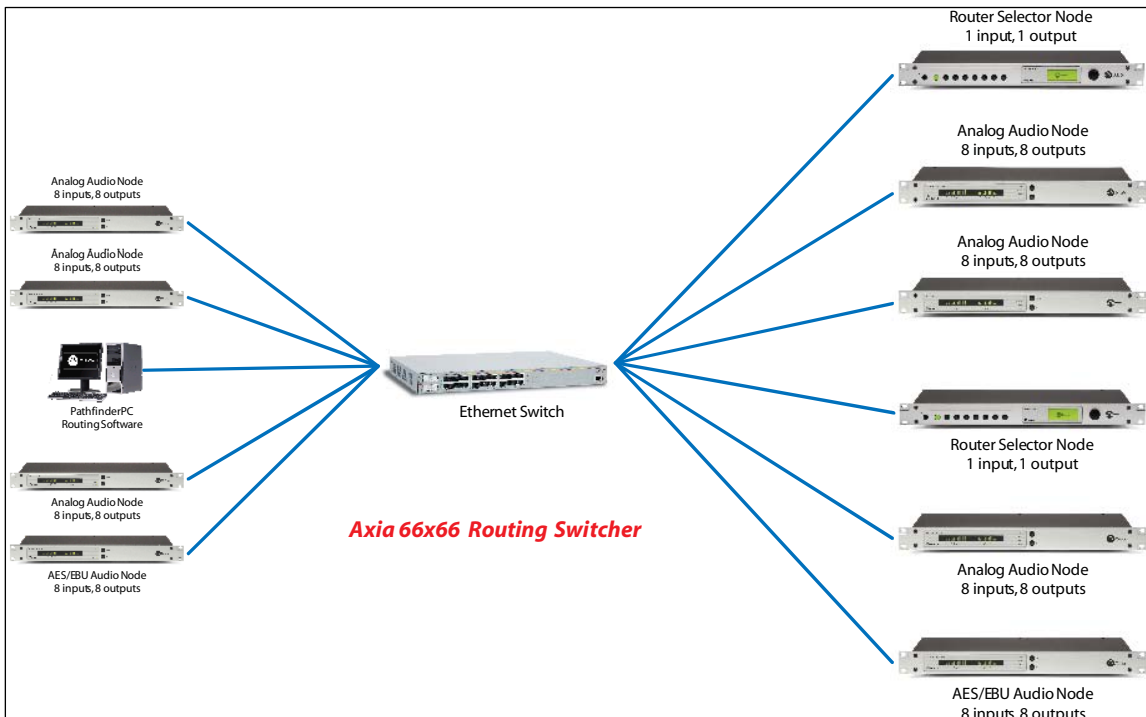 Router Selector Node
1 input, 1 output
Analog Audio Node
8 inputs, 8 outputs
Analog Audio Node
8 inputs, 8 outputs
Analog Audio Node
8 inputs, 8 outputs
Analog Audio Node
8 inputs, 8 outputs
PathfinderPC
Routing Software
Ethernet Switch
Router Selector Node
1 input, 1 output
Analog Audio Node
8 inputs, 8 outputs
Axia 66x66 Routing Switcher
Analog Audio Node
8 inputs, 8 outputs
AES/EBU Audio Node
8 inputs, 8 outputs
AES/EBU Audio Node
8 inputs, 8 outputs